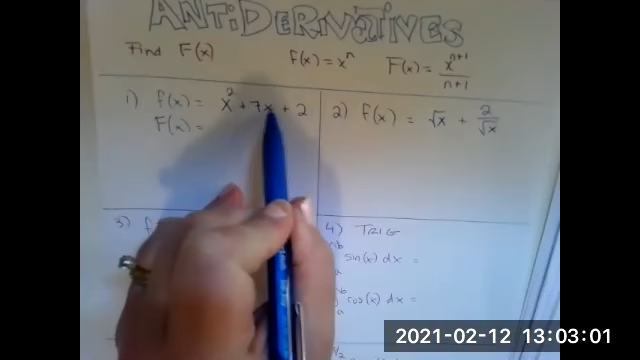 ANTIDERIVATIVES
Find F(x) f(x) = x^n F(x) = x^(n+1)/(n+1)
1) f(x) = x² + 7x + 2
F(x) =
2) f(x) = √x + 2/√x
3) f
4) TRIG
sin(x) dx =
a
cos(x) dx =
a
2021-02-12 13:03:01